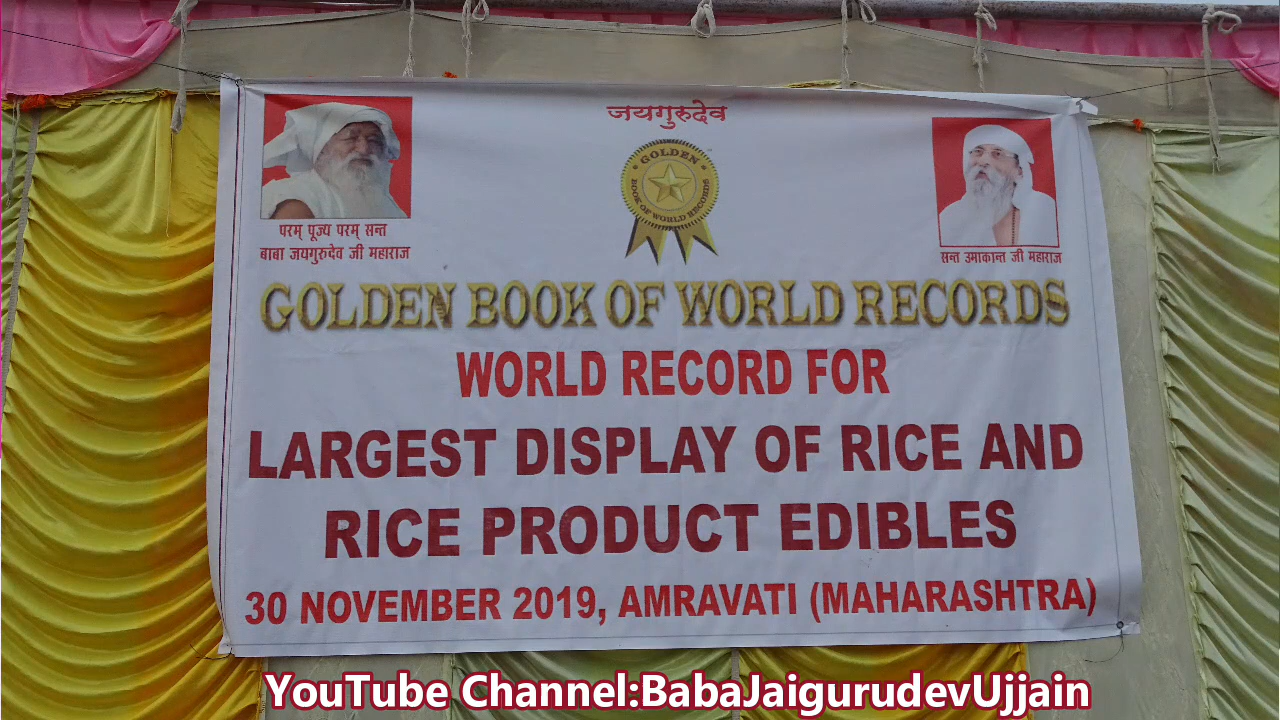 जयगुरुदेव
GOLDEN
BOOK OF WORLD RECORDS
परम् पूज्य परम् सन्त
बाबा जयगुरुदेव जी महाराज
सन्त उमाकान्त जी महाराज
GOLDEN BOOK OF WORLD RECORDS
WORLD RECORD FOR
LARGEST DISPLAY OF RICE AND
RICE PRODUCT EDIBLES
30 NOVEMBER 2019, AMRAVATI (MAHARASHTRA)
YouTube Channel:BabaJaigurudevUjjain